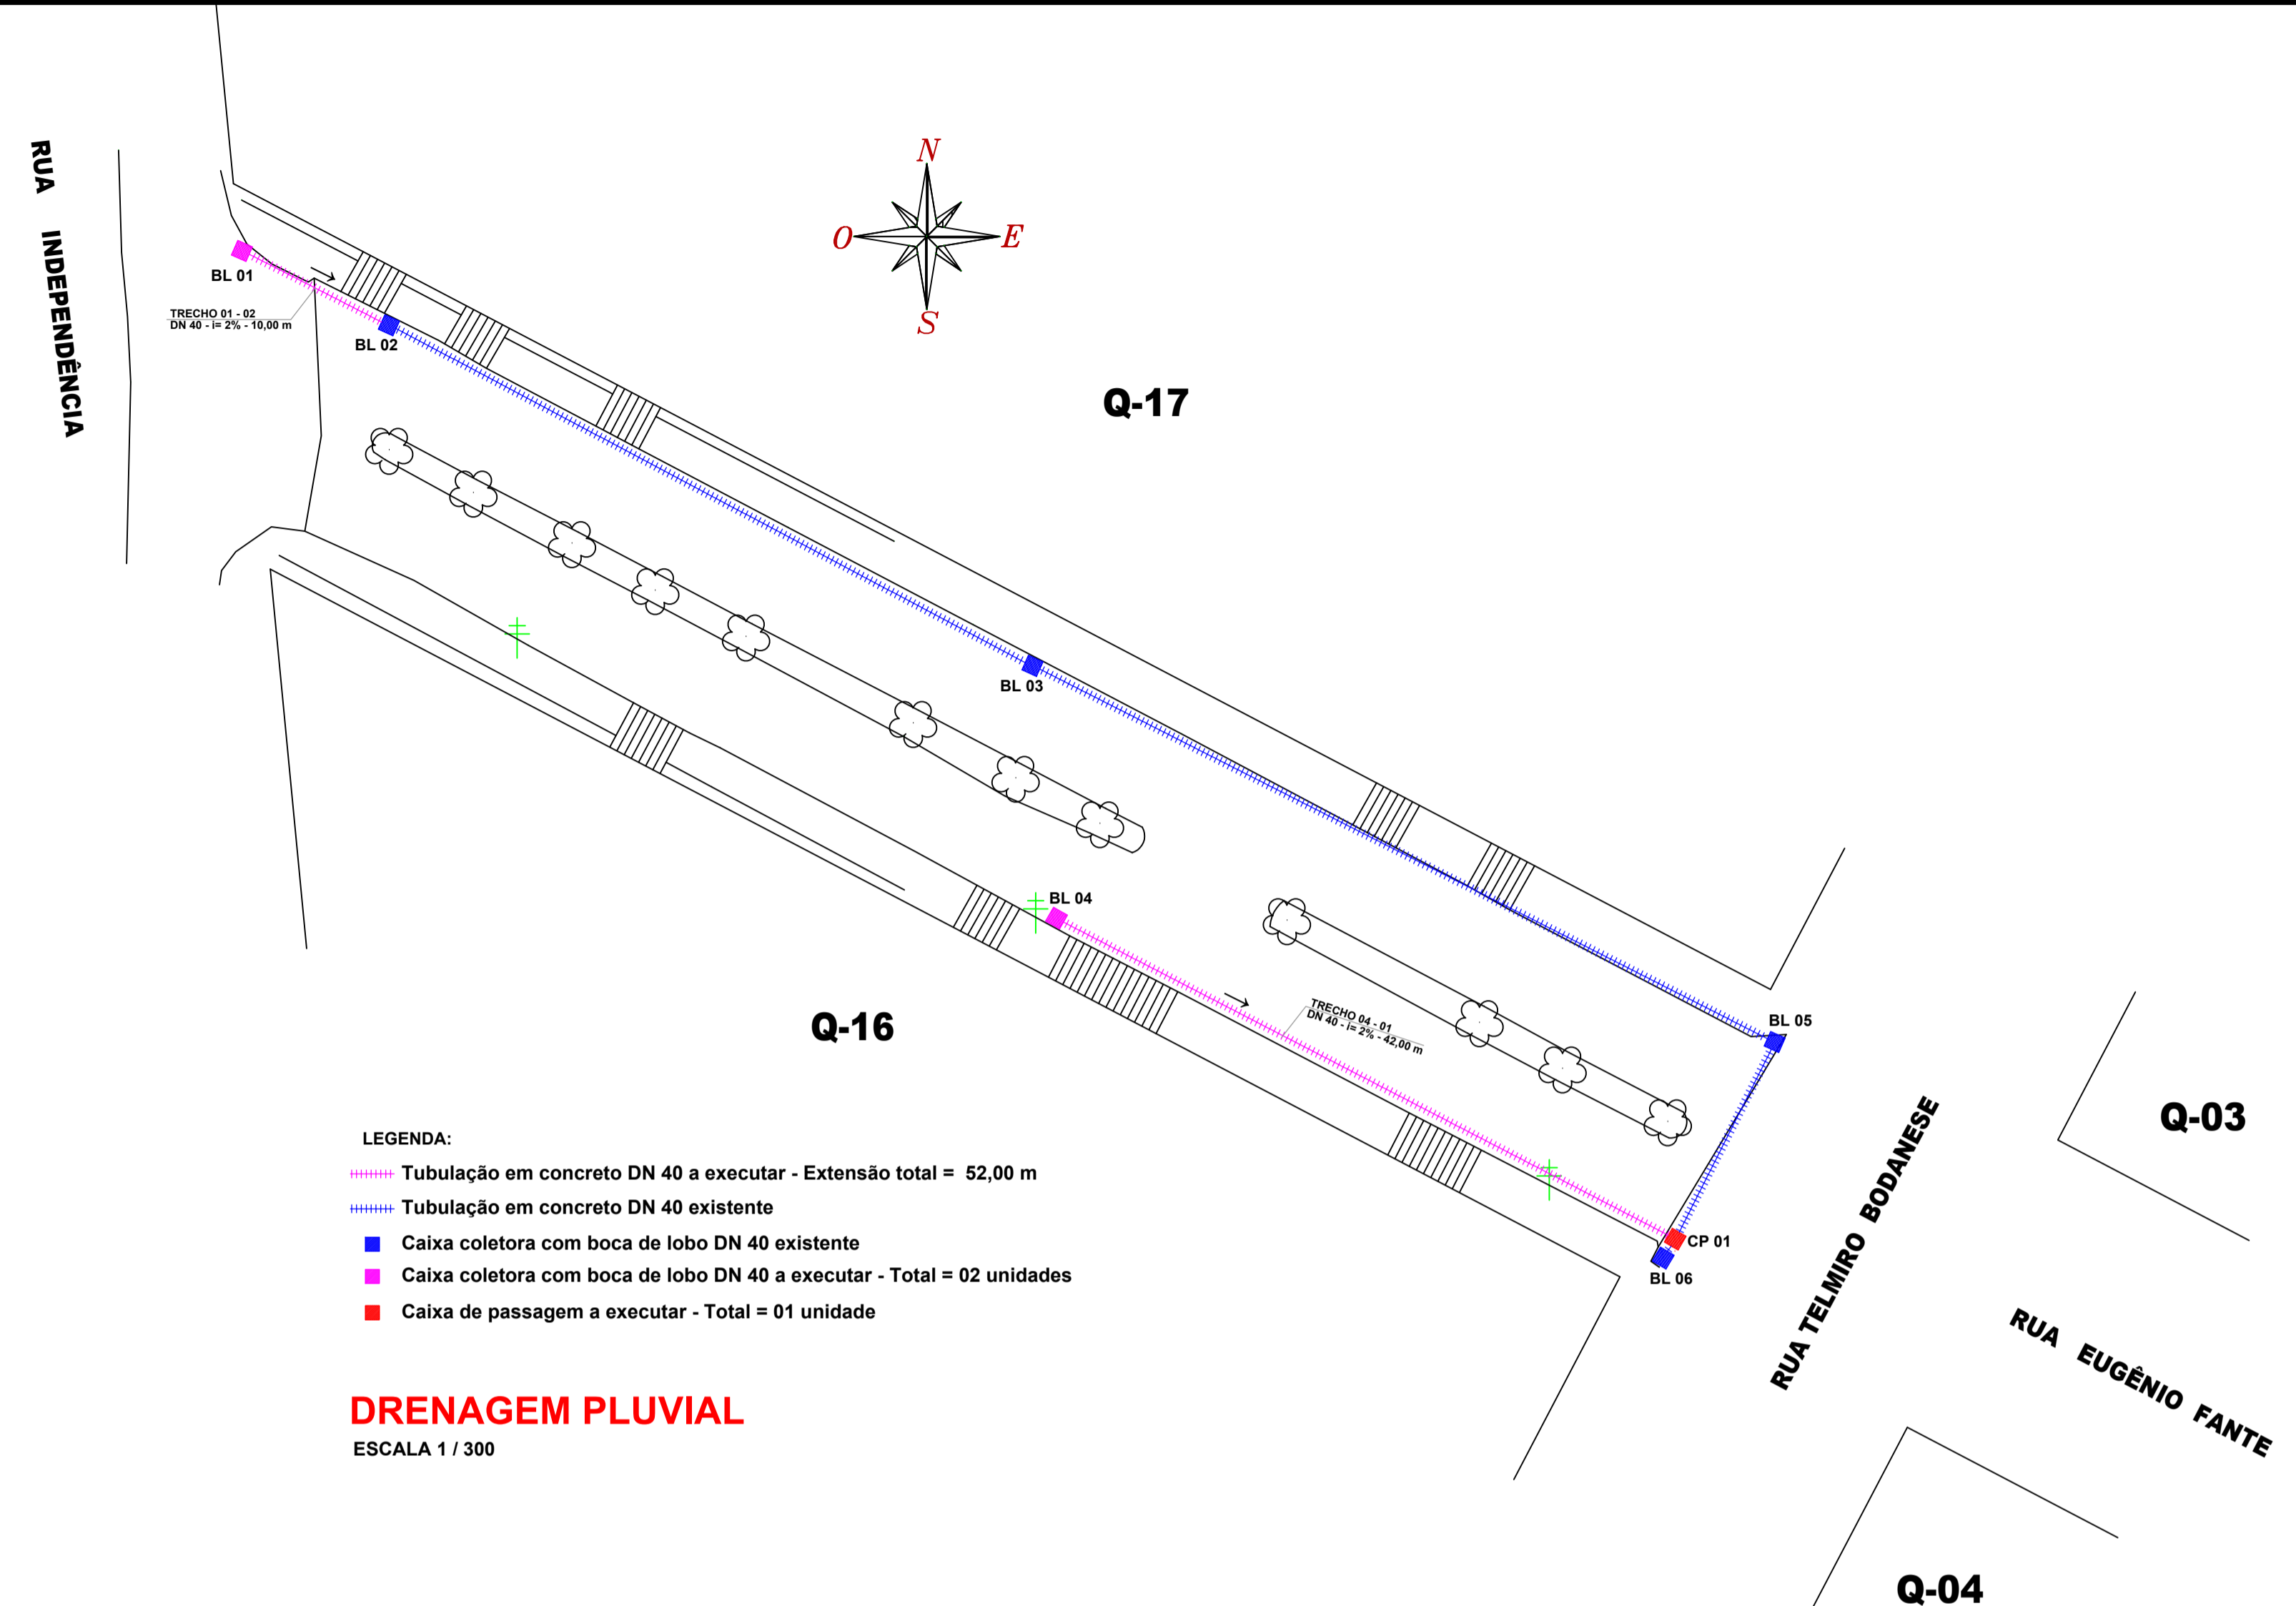 RUA INDEPENDÊNCIA
N
O
E
S
BL 01
TRECHO 01 - 02
DN 40 - i= 2% - 10,00 m
BL 02
Q-17
BL 03
BL 04
TRECHO 04 - 01
DN 40 - i= 2% - 42,00 m
Q-16
BL 05
Q-03
RUA TELMIRO BODANESE
CP 01
BL 06
RUA EUGÊNIO FANTE
Q-04
LEGENDA:
Tubulação em concreto DN 40 a executar - Extensão total = 52,00 m
Tubulação em concreto DN 40 existente
Caixa coletora com boca de lobo DN 40 existente
Caixa coletora com boca de lobo DN 40 a executar - Total = 02 unidades
Caixa de passagem a executar - Total = 01 unidade
DRENAGEM PLUVIAL
ESCALA 1 / 300